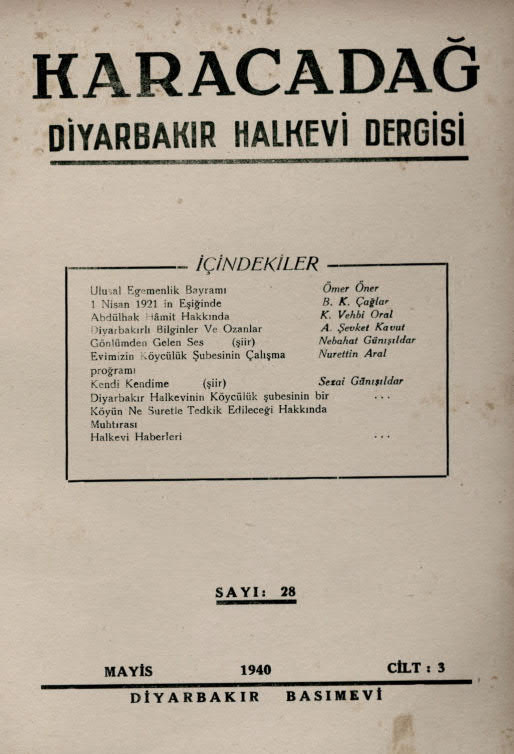 KARACADAĞ
DİYARBAKIR HALKEVİ DERGİSİ
İÇİNDEKİLER
Ulusal Egemenlik Bayramı Ömer Öner
1 Nisan 1921 in Eşiğinde B. K. Çağlar
Abdülhak Hâmit Hakkında K. Vehbi Oral
Diyarbakırlı Bilginler Ve Ozanlar A. Şevket Kavut
Gönlümden Gelen Ses (şiir) Nebahat Günışıldar
Evimizin Köycülük Şubesinin Çalışma Nurettin Aral
proğramı
Kendi Kendime (şiir) Sezai Günışıldar
Diyarbakır Halkevinin Köycülük şubesinin bir ...
Köyün Ne Suretle Tedkik Edileceği Hakkında
Muhtırası
Halkevi Haberleri ...
SAYI: 28
MAYİS 1940 CİLT : 3
DİYARBAKIR BASIMEVİ